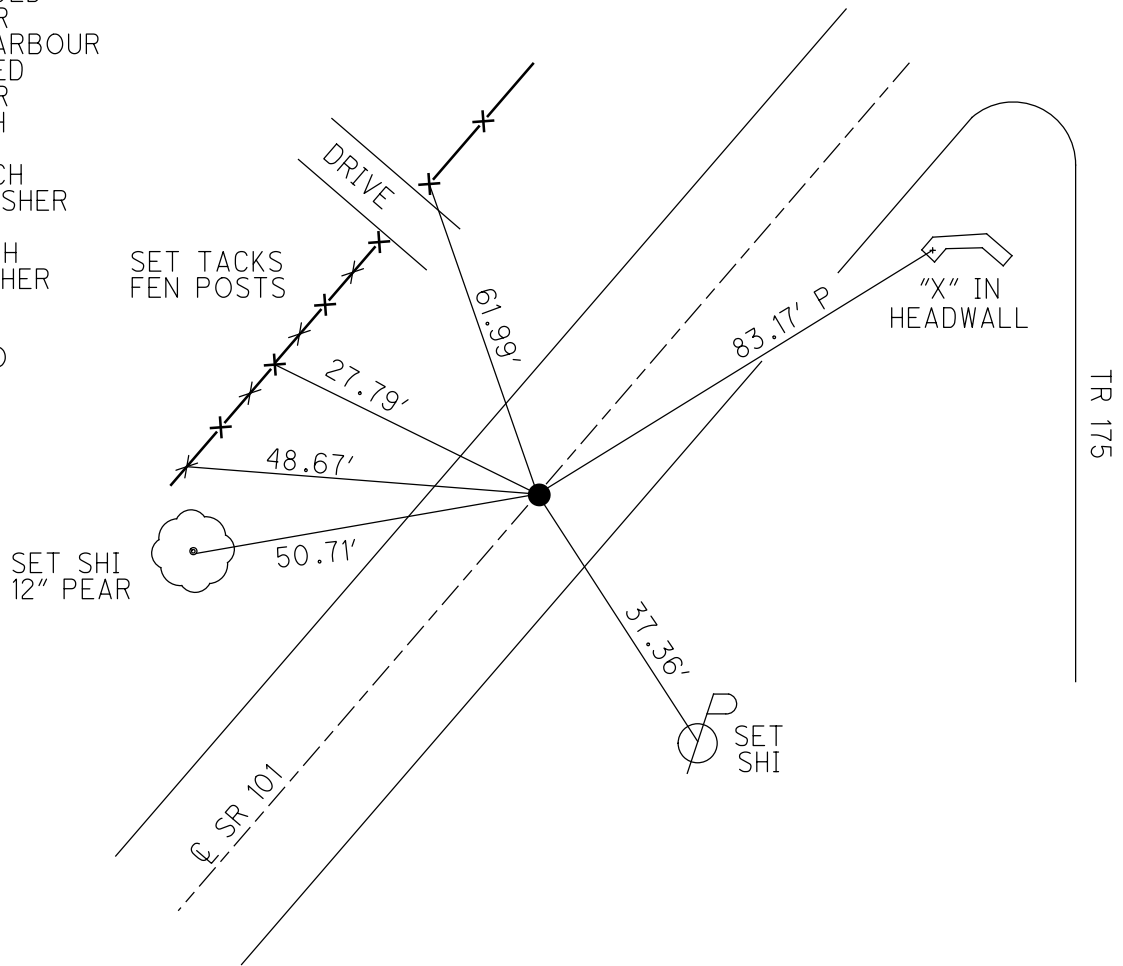 ARBOUR
SHER
HER
DRIVE
SET TACKS
FEN POSTS
61.99'
27.79'
48.67'
50.71'
SET SHI
12" PEAR
83.17' P
"X" IN
HEADWALL
TR 175
37.36'
SET
SHI
℄ SR 101